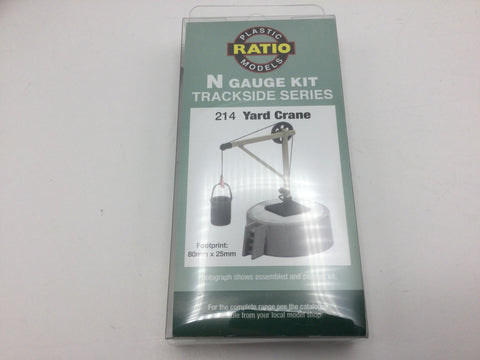 PLASTIC
RATIO
MODELS
N GAUGE KIT
TRACKSIDE SERIES
214 Yard Crane
Footprint:
80mm x 25mm
Photograph shows assembled and painted kit.
For the complete range see the catalogue
from your local model shop.